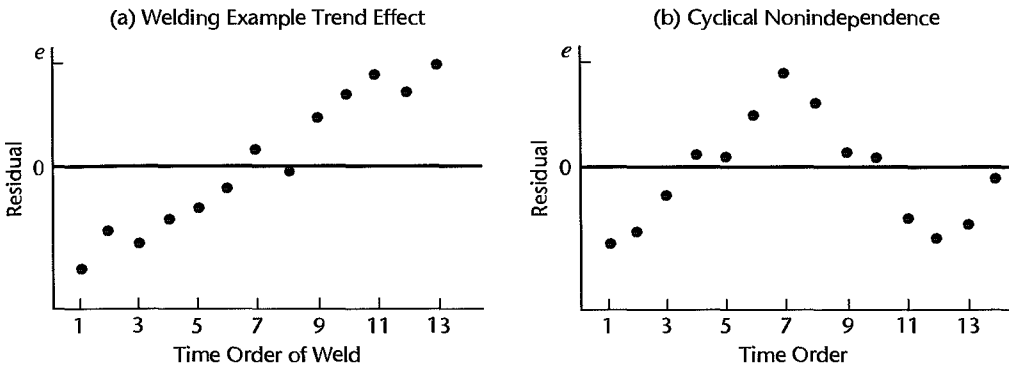 (a) Welding Example Trend Effect
e
0
Residual
1 3 5 7 9 11 13
Time Order of Weld
(b) Cyclical Nonindependence
e
0
Residual
1 3 5 7 9 11 13
Time Order